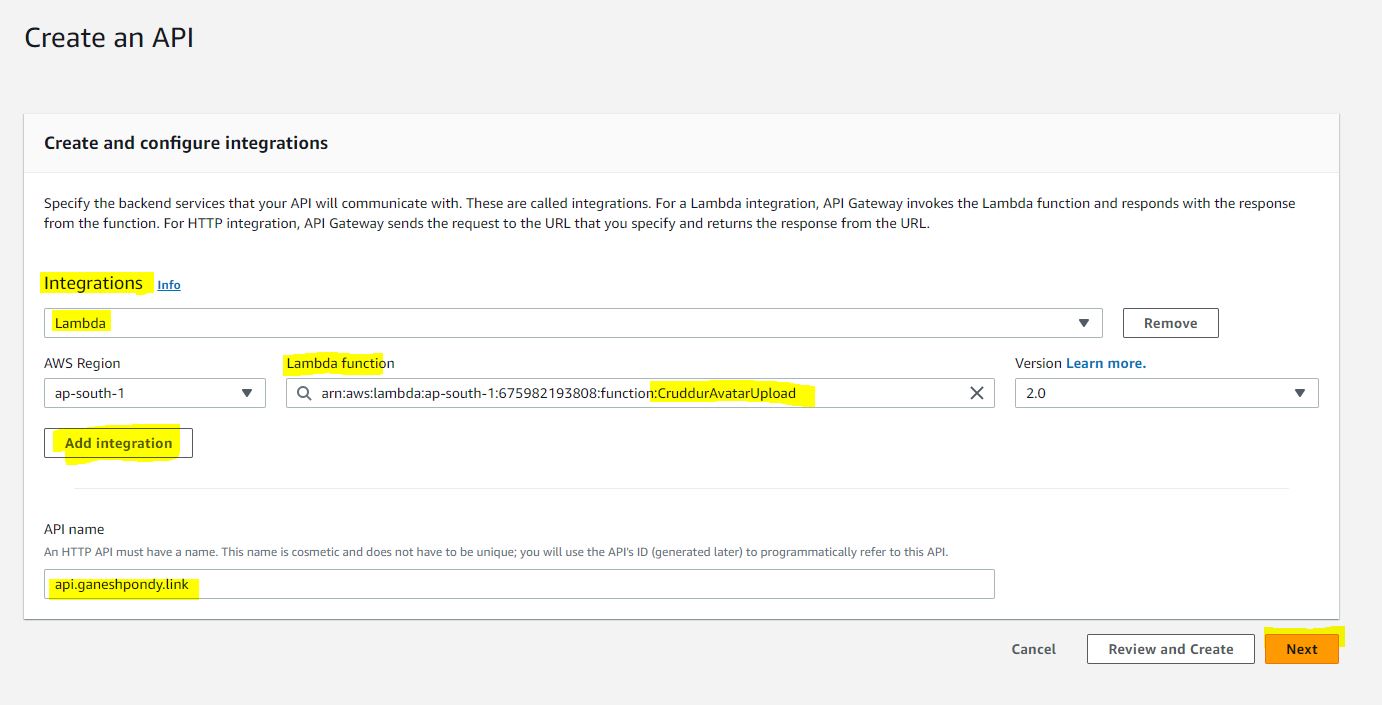 Create an API
Create and configure integrations
Specify the backend services that your API will communicate with. These are called integrations. For a Lambda integration, API Gateway invokes the Lambda function and responds with the response
from the function. For HTTP integration, API Gateway sends the request to the URL that you specify and returns the response from the URL.
Integrations Info
Lambda
Remove
AWS Region
Lambda function
Version Learn more.
ap-south-1
arn:aws:lambda:ap-south-1:675982193808:function:CruddurAvatarUpload
2.0
Add integration
API name
An HTTP API must have a name. This name is cosmetic and does not have to be unique; you will use the API's ID (generated later) to programmatically refer to this API.
api.ganeshpondy.link
Cancel
Review and Create
Next